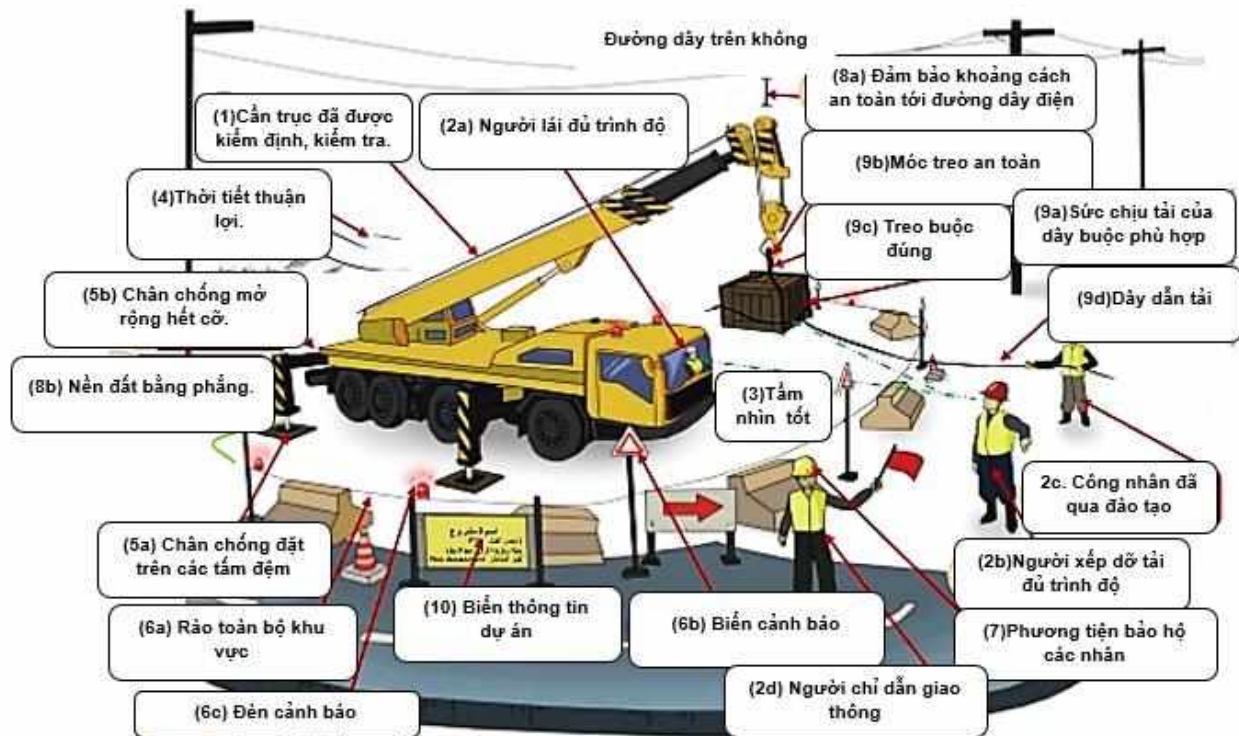 Đường dây trên không
(8a) Đảm bảo khoảng cách
an toàn tới đường dây điện
(1)Cần trục đã được
kiểm định, kiểm tra.
(2a) Người lái đủ trình độ
(9b)Móc treo an toàn
(4)Thời tiết thuận
lợi.
(9c) Treo buộc
đúng
(9a)Sức chịu tải của
dây buộc phù hợp
(5b) Chân chống mở
rộng hết cỡ.
(9d)Dây dẫn tải
(8b) Nền đất bằng phẳng.
(3)Tầm
nhìn tốt
2c. Công nhân đã
qua đào tạo
(5a) Chân chống đặt
trên các tấm đệm
(2b)Người xếp dỡ tải
đủ trình độ
(10) Biển thông tin
dự án
(6b) Biển cảnh báo
(6a) Rảo toàn bộ khu
vực
(7)Phương tiện bảo hộ
các nhân
(2d) Người chỉ dẫn giao
thông
(6c) Đèn cảnh báo